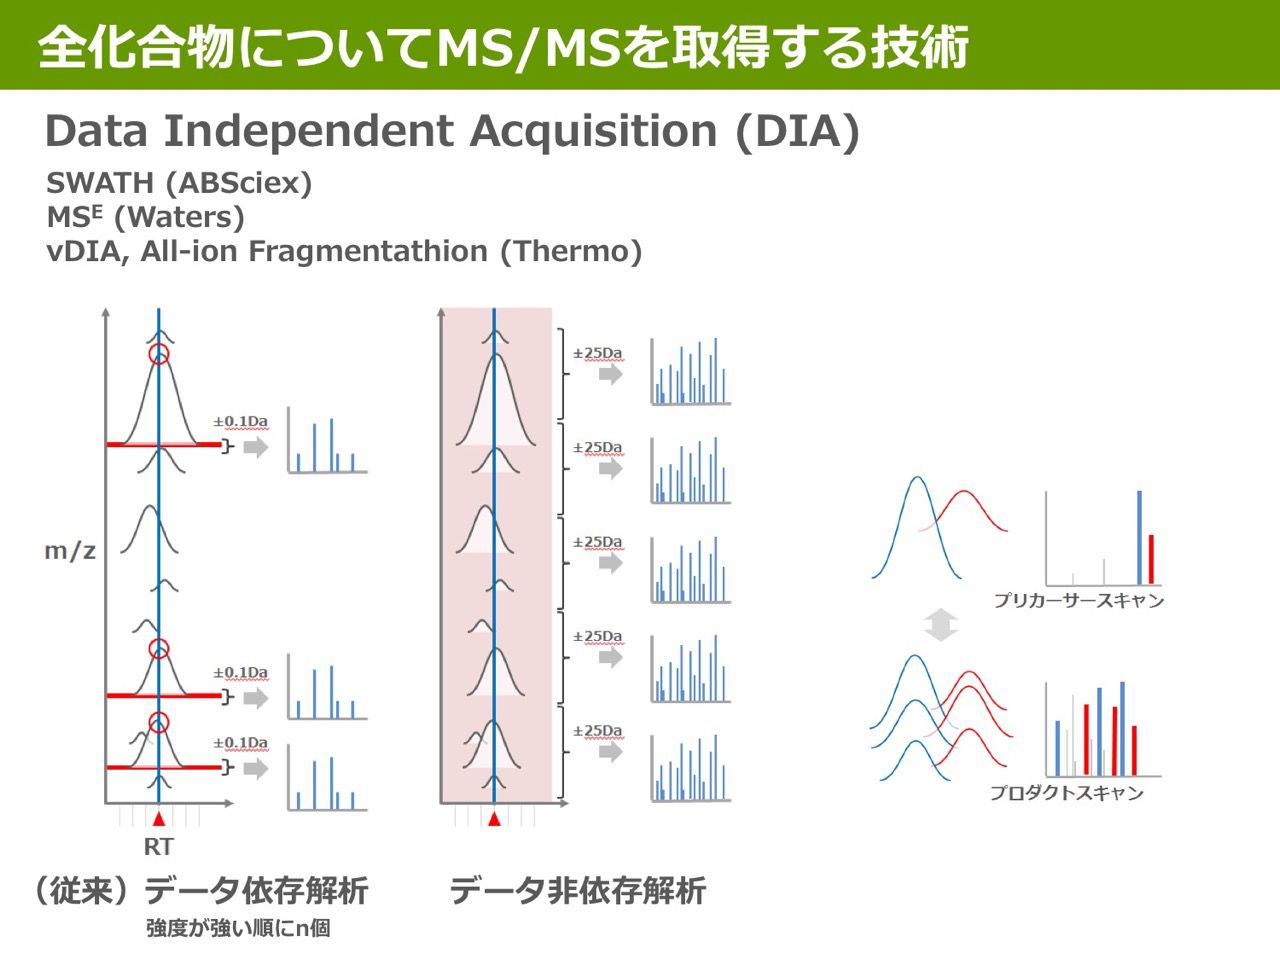 全化合物についてMS/MSを取得する技術
Data Independent Acquisition (DIA)
SWATH (ABSciex)
MSᴱ (Waters)
vDIA, All-ion Fragmentathion (Thermo)
m/z
±0.1Da
±0.1Da
±0.1Da
RT
（従来）データ依存解析
強度が強い順にn個
±25Da
±25Da
±25Da
±25Da
±25Da
データ非依存解析
プリカーサースキャン
プロダクトスキャン